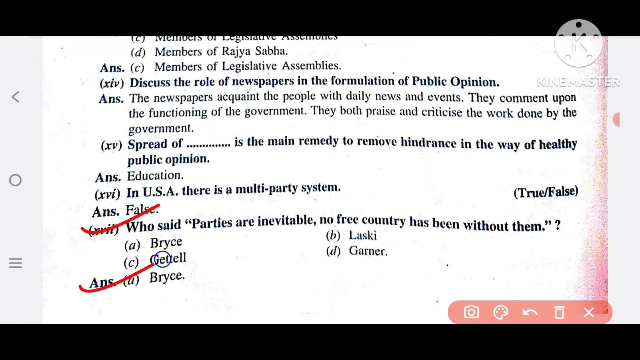 (c) Members of Legislative Assemblies
(d) Members of Rajya Sabha.
Ans. (c) Members of Legislative Assemblies.
(xiv) Discuss the role of newspapers in the formulation of Public Opinion.
Ans. The newspapers acquaint the people with daily news and events. They comment upon
the functioning of the government. They both praise and criticise the work done by the
government.
(xv) Spread of .............. is the main remedy to remove hindrance in the way of healthy
public opinion.
Ans. Education.
(xvi) In U.S.A. there is a multi-party system. (True/False)
Ans. False.
(xvii) Who said "Parties are inevitable, no free country has been without them." ?
(a) Bryce (b) Laski
(c) Gettell (d) Garner.
Ans. (a) Bryce.
KINEMASTER